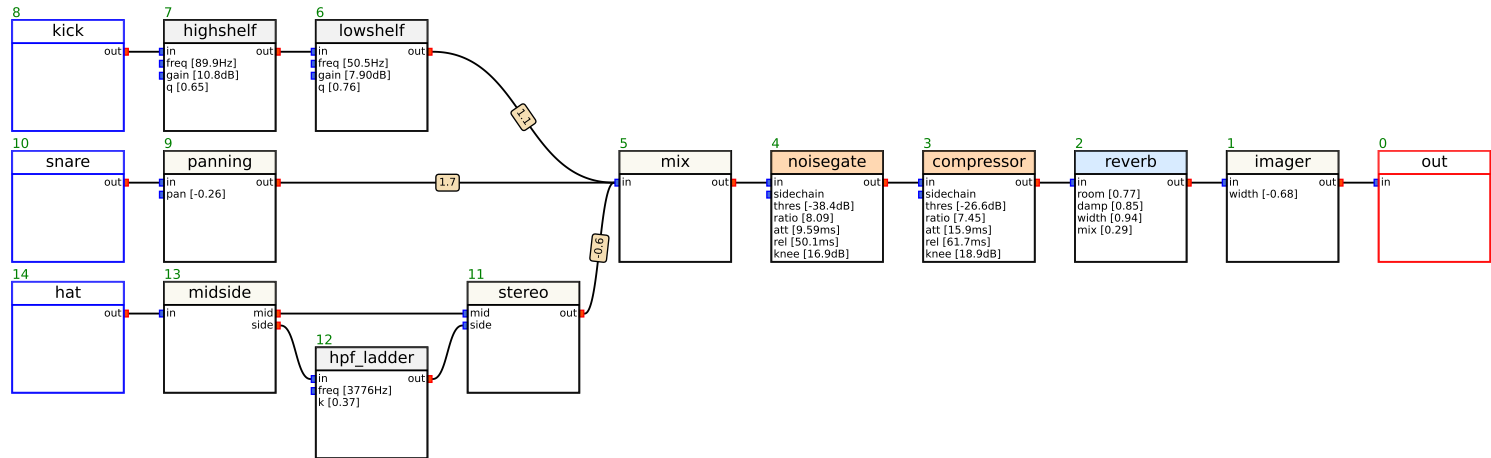 8
kick
out
7
highshelf
in out
freq [89.9Hz]
gain [10.8dB]
q [0.65]
6
lowshelf
in out
freq [50.5Hz]
gain [7.90dB]
q [0.76]
1.1
10
snare
out
9
panning
in out
pan [-0.26]
1.7
5
mix
in out
4
noisegate
in out
sidechain
thres [-38.4dB]
ratio [8.09]
att [9.59ms]
rel [50.1ms]
knee [16.9dB]
3
compressor
in out
sidechain
thres [-26.6dB]
ratio [7.45]
att [15.9ms]
rel [61.7ms]
knee [18.9dB]
2
reverb
in out
room [0.77]
damp [0.85]
width [0.94]
mix [0.29]
1
imager
in out
width [-0.68]
0
out
in
-0.6
14
hat
out
13
midside
in mid
side
12
hpf_ladder
in out
freq [3776Hz]
k [0.37]
11
stereo
mid out
side